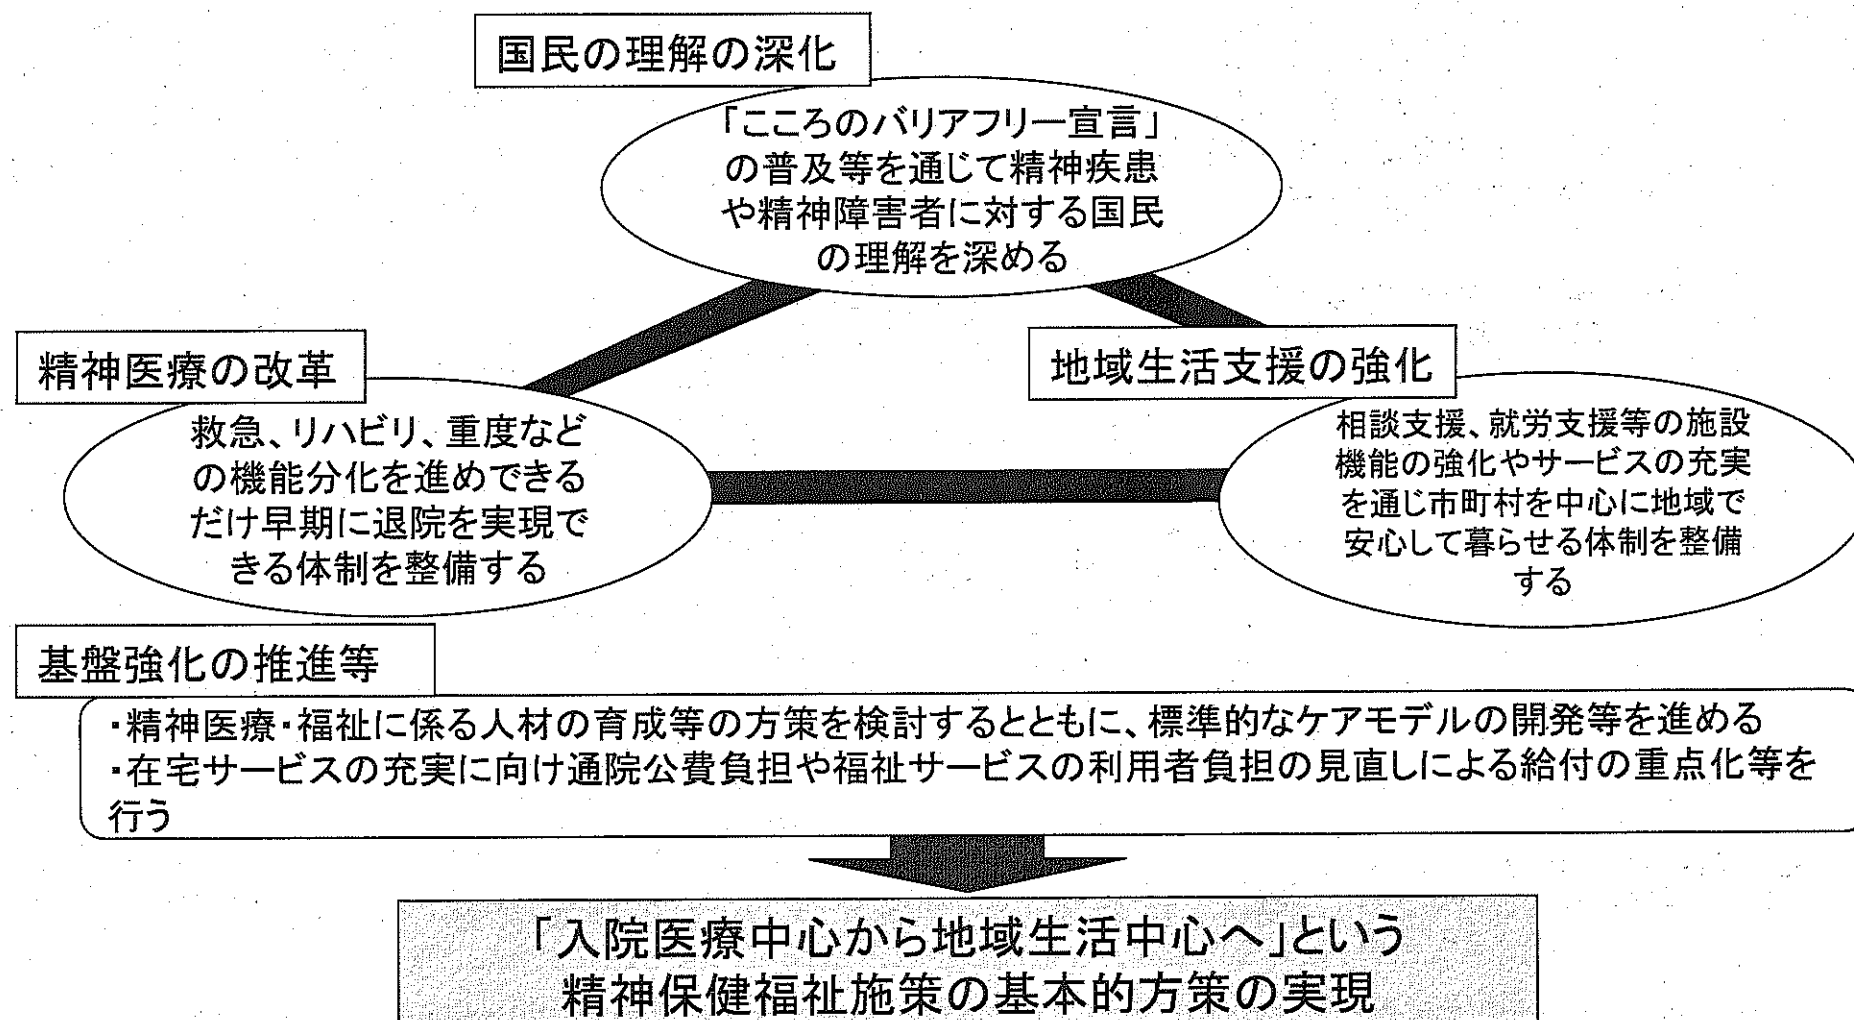 国民の理解の深化
「こころのバリアフリー宣言」
の普及等を通じて精神疾患
や精神障害者に対する国民
の理解を深める
精神医療の改革
救急、リハビリ、重度など
の機能分化を進めできる
だけ早期に退院を実現で
きる体制を整備する
地域生活支援の強化
相談支援、就労支援等の施設
機能の強化やサービスの充実
を通じ市町村を中心に地域で
安心して暮らせる体制を整備
する
基盤強化の推進等
・精神医療・福祉に係る人材の育成等の方策を検討するとともに、標準的なケアモデルの開発等を進める
・在宅サービスの充実に向け通院公費負担や福祉サービスの利用者負担の見直しによる給付の重点化等を
行う
「入院医療中心から地域生活中心へ」という
精神保健福祉施策の基本的方策の実現